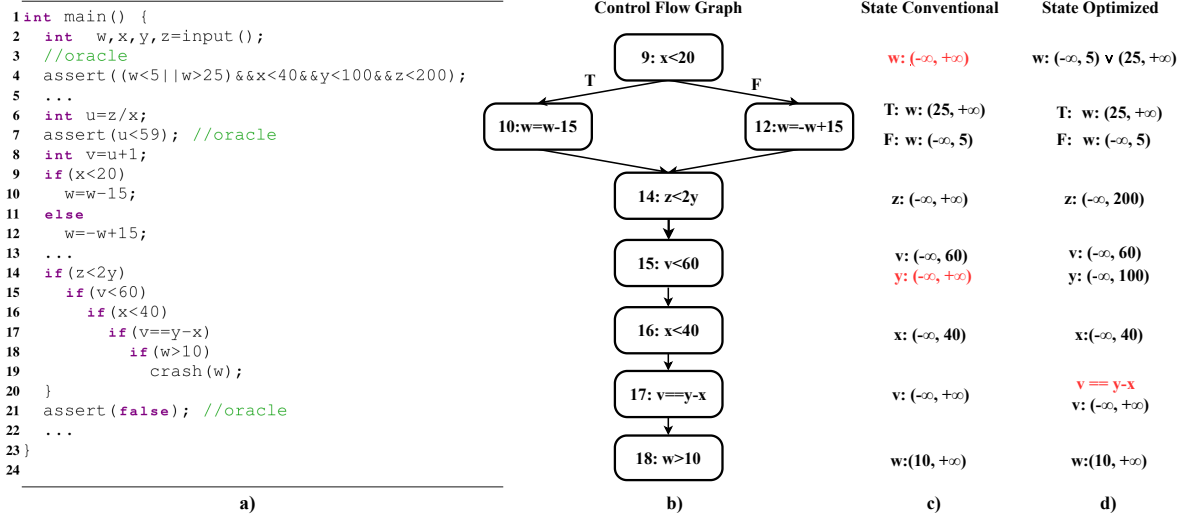 1 int main() {
2 int w,x,y,z=input();
3 //oracle
4 assert((w<5||w>25)&&x<40&&y<100&&z<200);
5 ...
6 int u=z/x;
7 assert(u<59); //oracle
8 int v=u+1;
9 if(x<20)
10 w=w-15;
11 else
12 w=-w+15;
13 ...
14 if(z<2y)
15 if(v<60)
16 if(x<40)
17 if(v==y-x)
18 if(w>10)
19 crash(w);
20 }
21 assert(false); //oracle
22 ...
23 }
24
a)
Control Flow Graph
9: x<20
T
F
10:w=w-15
12:w=-w+15
14: z<2y
15: v<60
16: x<40
17: v==y-x
18: w>10
b)
State Conventional
w: (-∞, +∞)
T: w: (25, +∞)
F: w: (-∞, 5)
z: (-∞, +∞)
v: (-∞, 60)
y: (-∞, +∞)
x: (-∞, 40)
v: (-∞, +∞)
w:(10, +∞)
c)
State Optimized
w: (-∞, 5) ∨ (25, +∞)
T: w: (25, +∞)
F: w: (-∞, 5)
z: (-∞, 200)
v: (-∞, 60)
y: (-∞, 100)
x:(-∞, 40)
v == y-x
v: (-∞, +∞)
w:(10, +∞)
d)